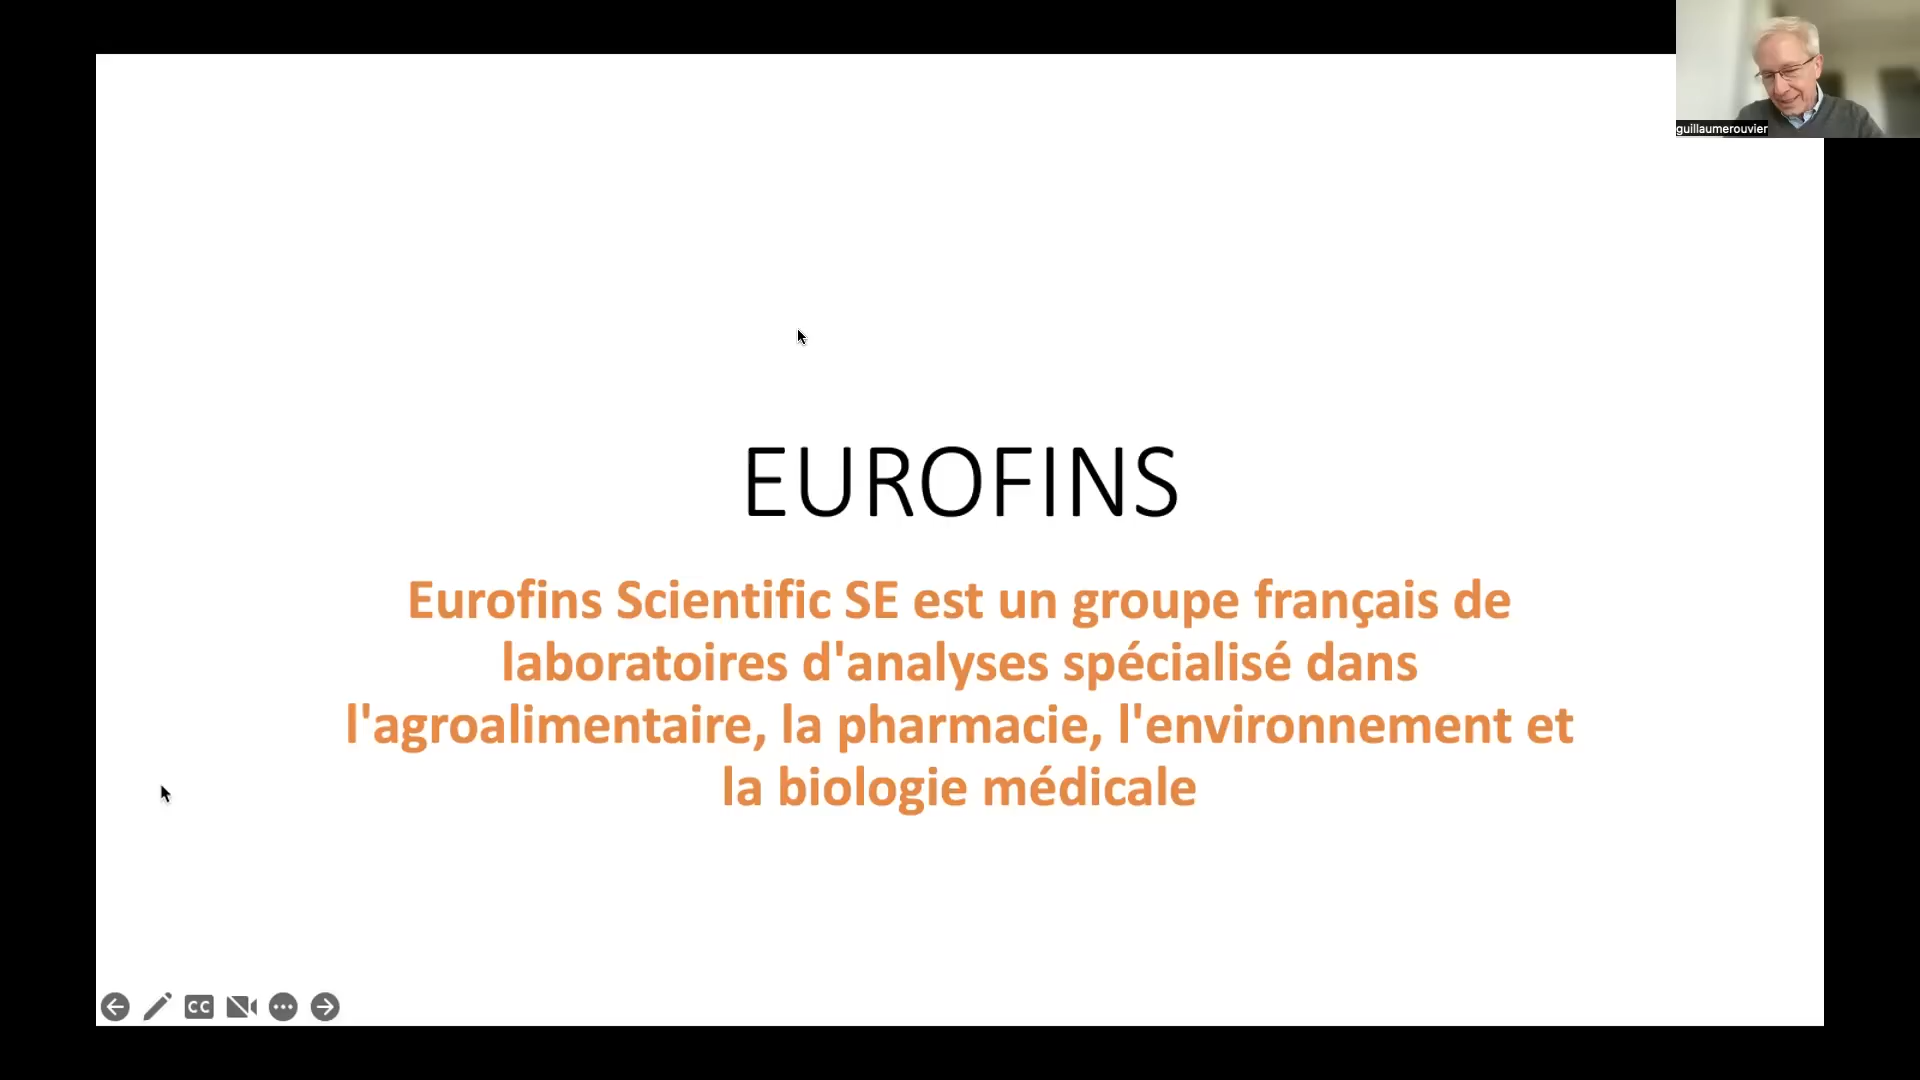 guillaumerouvier
EUROFINS
Eurofins Scientific SE est un groupe français de
laboratoires d'analyses spécialisé dans
l'agroalimentaire, la pharmacie, l'environnement et
la biologie médicale
CC